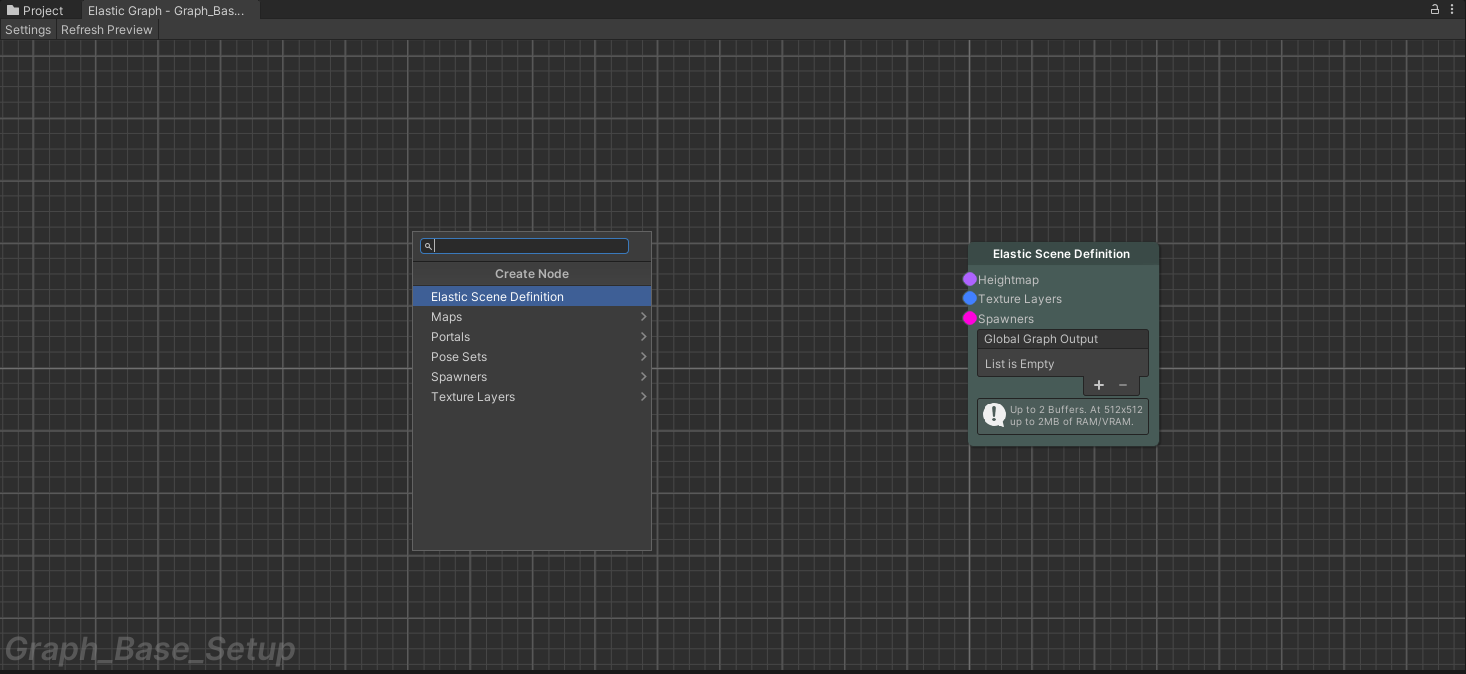 Project
Elastic Graph - Graph_Bas...
Settings
Refresh Preview
Create Node
Elastic Scene Definition
Maps
Portals
Pose Sets
Spawners
Texture Layers
Elastic Scene Definition
Heightmap
Texture Layers
Spawners
Global Graph Output
List is Empty
Up to 2 Buffers. At 512x512
up to 2MB of RAM/VRAM.
Graph_Base_Setup